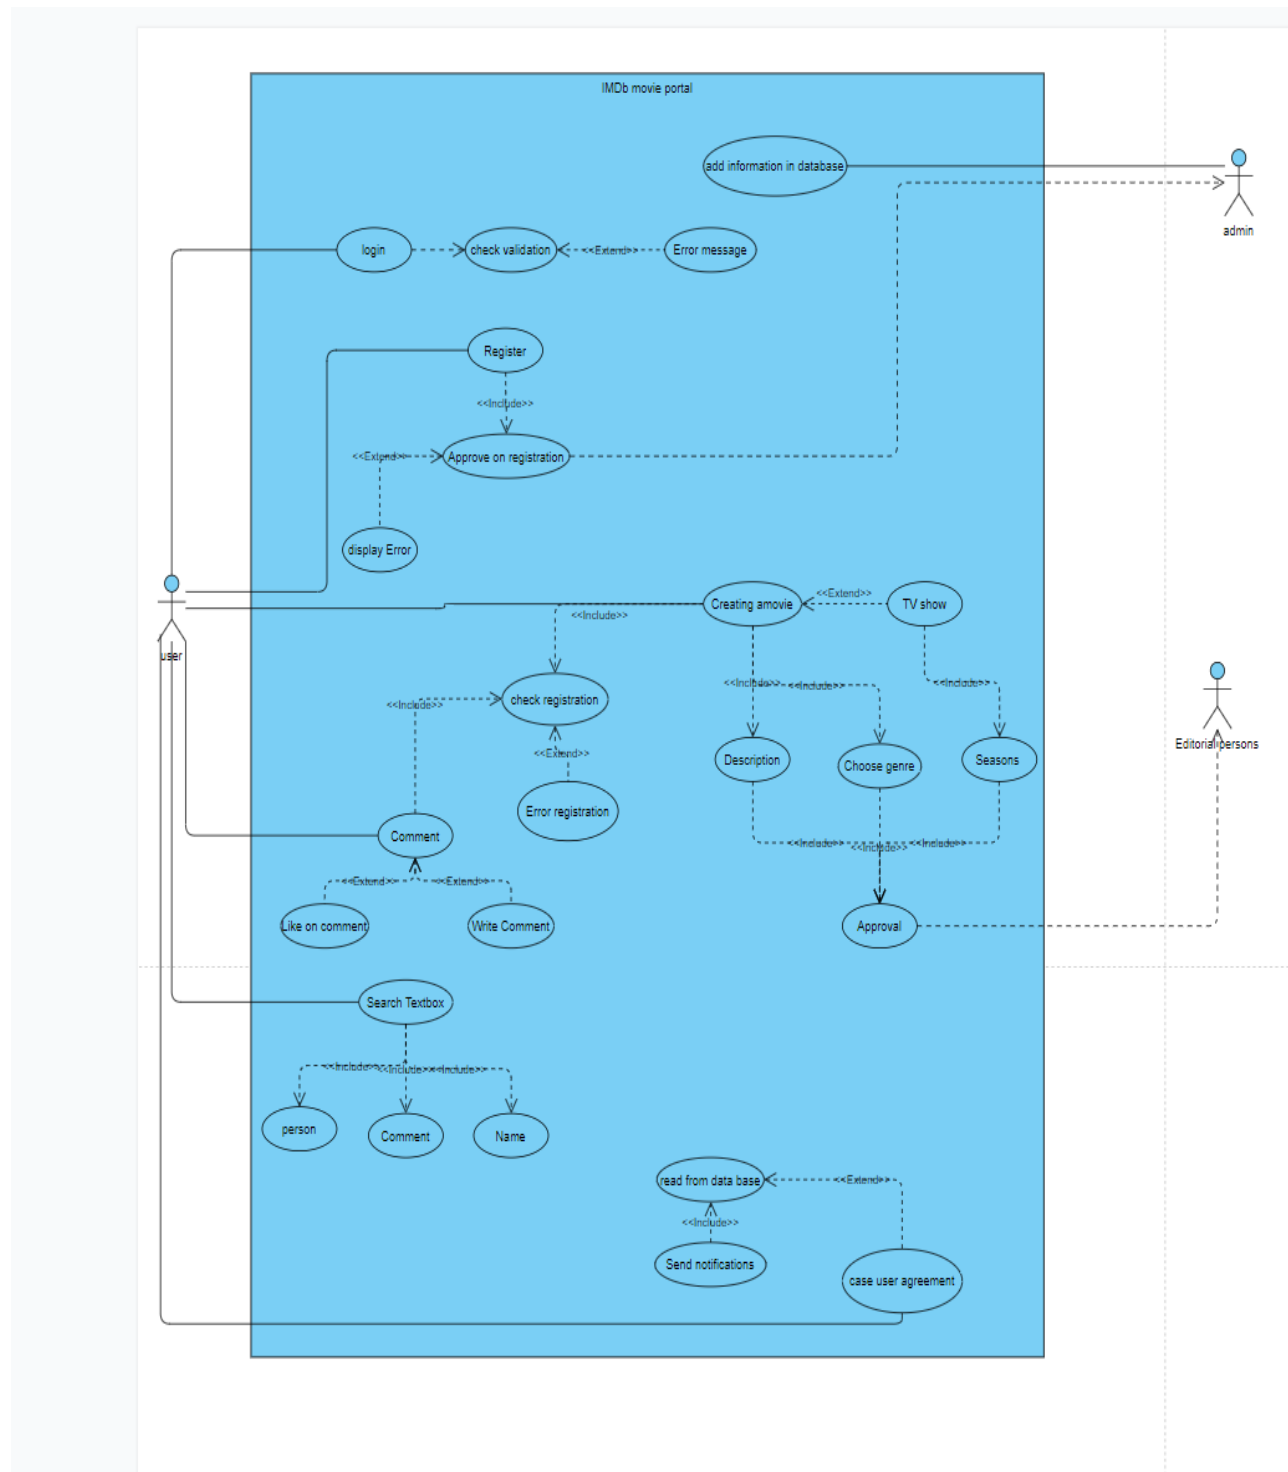 IMDb movie portal
add information in database
admin
login
check validation
<<Extend>>
Error message
Register
<<Include>>
<<Extend>>
Approve on registration
display Error
user
Creating amovie
<<Extend>>
TV show
<<Include>>
check registration
<<Include>>
<<Include>>
<<Include>>
<<Include>>
Editorial persons
<<Extend>>
Description
Choose genre
Seasons
Error registration
Comment
<<Include>>
<<Include>>
<<Include>>
<<Extend>>
<<Extend>>
Like on comment
Write Comment
Approval
Search Textbox
<<Include>>
<<Include>>
<<Include>>
person
Comment
Name
read from data base
<<Extend>>
<<Include>>
Send notifications
case user agreement